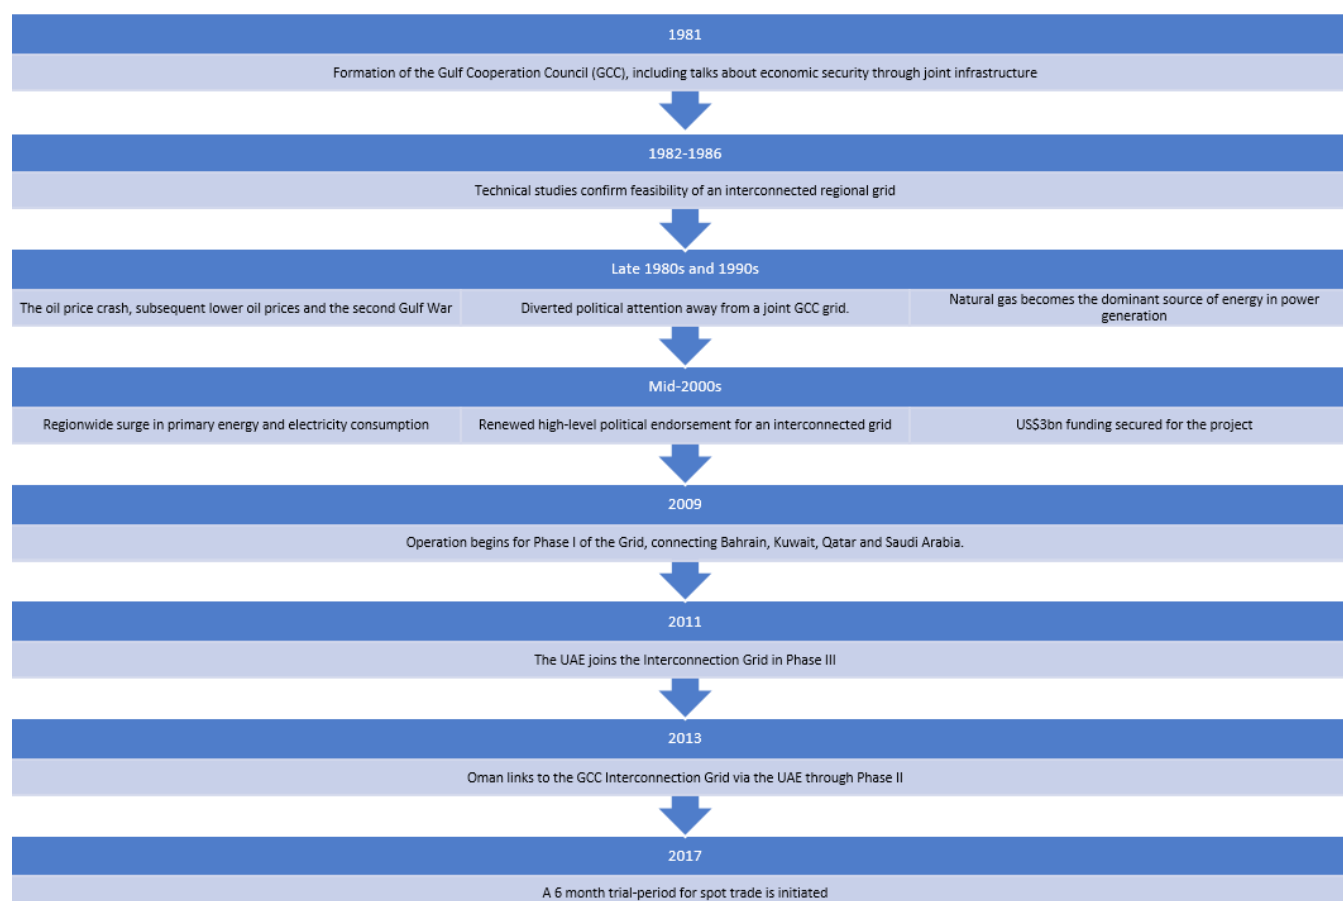 1981
Formation of the Gulf Cooperation Council (GCC), including talks about economic security through joint infrastructure
1982-1986
Technical studies confirm feasibility of an interconnected regional grid
Late 1980s and 1990s
The oil price crash, subsequent lower oil prices and the second Gulf War
Diverted political attention away from a joint GCC grid.
Natural gas becomes the dominant source of energy in power
generation
Mid-2000s
Regionwide surge in primary energy and electricity consumption
Renewed high-level political endorsement for an interconnected grid
US$3bn funding secured for the project
2009
Operation begins for Phase I of the Grid, connecting Bahrain, Kuwait, Qatar and Saudi Arabia.
2011
The UAE joins the Interconnection Grid in Phase III
2013
Oman links to the GCC Interconnection Grid via the UAE through Phase II
2017
A 6 month trial-period for spot trade is initiated